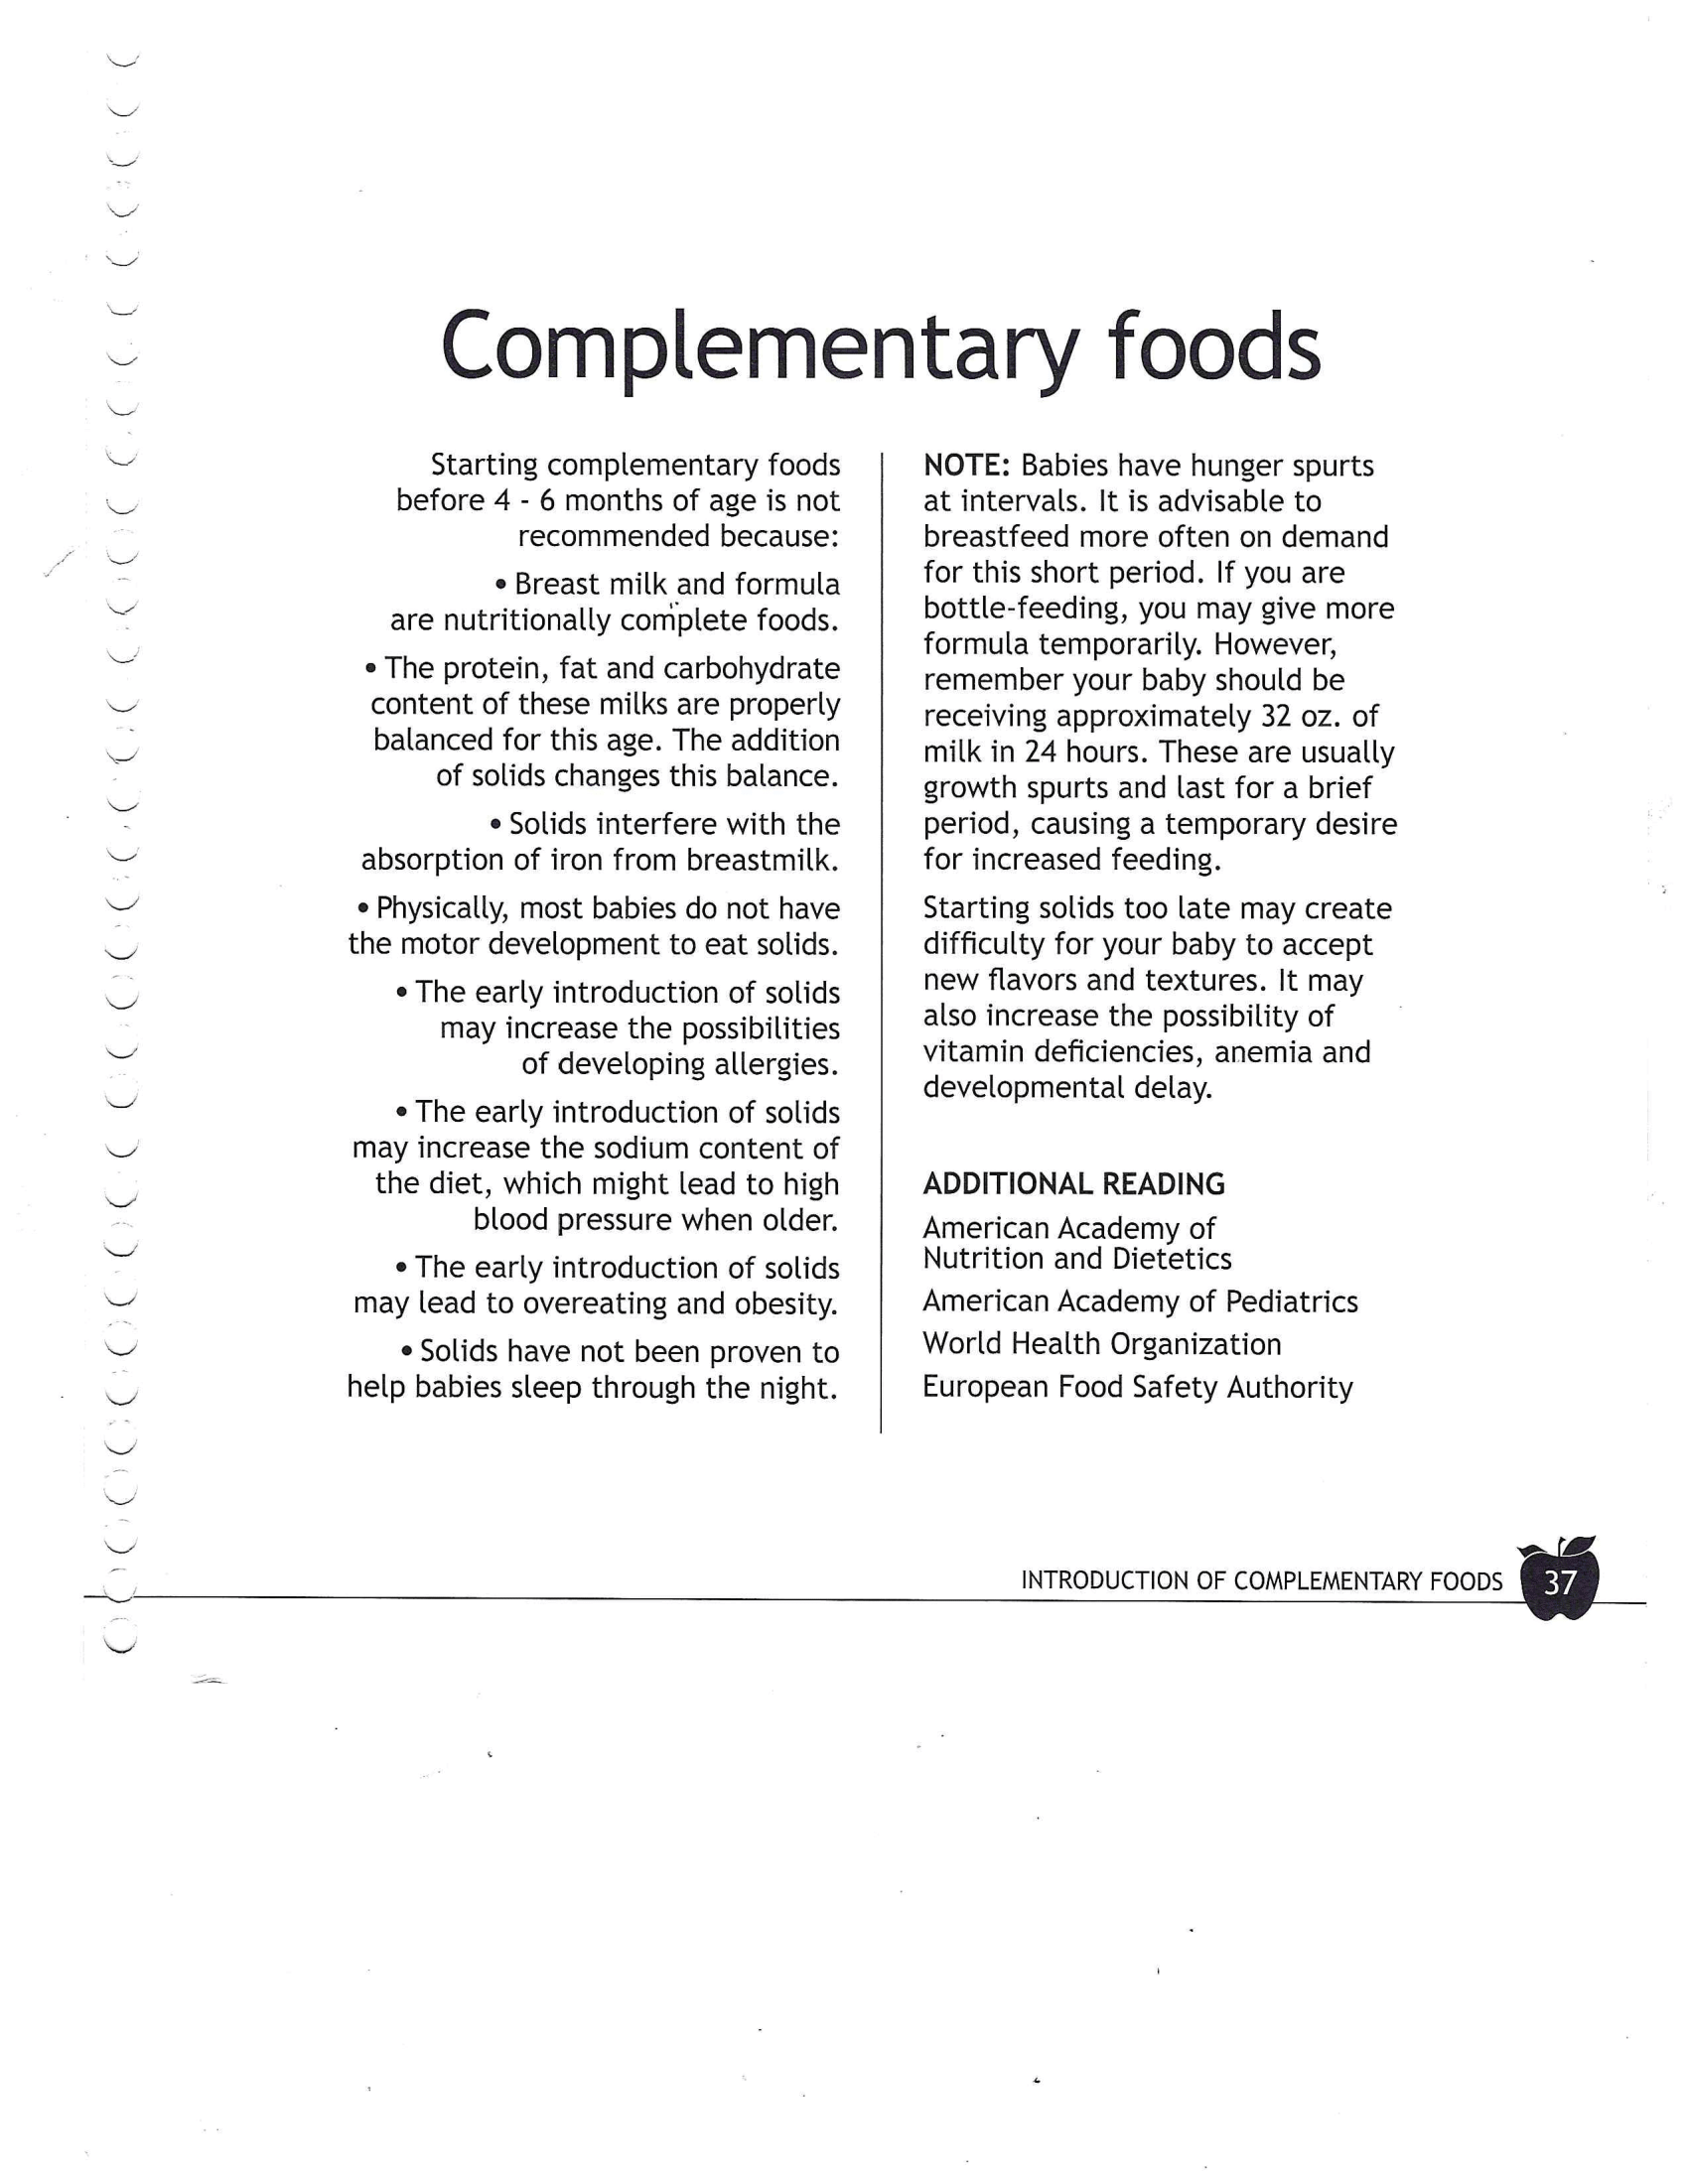 Complementary foods
Starting complementary foods
before 4 - 6 months of age is not
recommended because:
• Breast milk and formula
are nutritionally complete foods.
• The protein, fat and carbohydrate
content of these milks are properly
balanced for this age. The addition
of solids changes this balance.
• Solids interfere with the
absorption of iron from breastmilk.
• Physically, most babies do not have
the motor development to eat solids.
• The early introduction of solids
may increase the possibilities
of developing allergies.
• The early introduction of solids
may increase the sodium content of
the diet, which might lead to high
blood pressure when older.
• The early introduction of solids
may lead to overeating and obesity.
• Solids have not been proven to
help babies sleep through the night.
NOTE: Babies have hunger spurts
at intervals. It is advisable to
breastfeed more often on demand
for this short period. If you are
bottle-feeding, you may give more
formula temporarily. However,
remember your baby should be
receiving approximately 32 oz. of
milk in 24 hours. These are usually
growth spurts and last for a brief
period, causing a temporary desire
for increased feeding.
Starting solids too late may create
difficulty for your baby to accept
new flavors and textures. It may
also increase the possibility of
vitamin deficiencies, anemia and
developmental delay.
ADDITIONAL READING
American Academy of
Nutrition and Dietetics
American Academy of Pediatrics
World Health Organization
European Food Safety Authority
INTRODUCTION OF COMPLEMENTARY FOODS 37